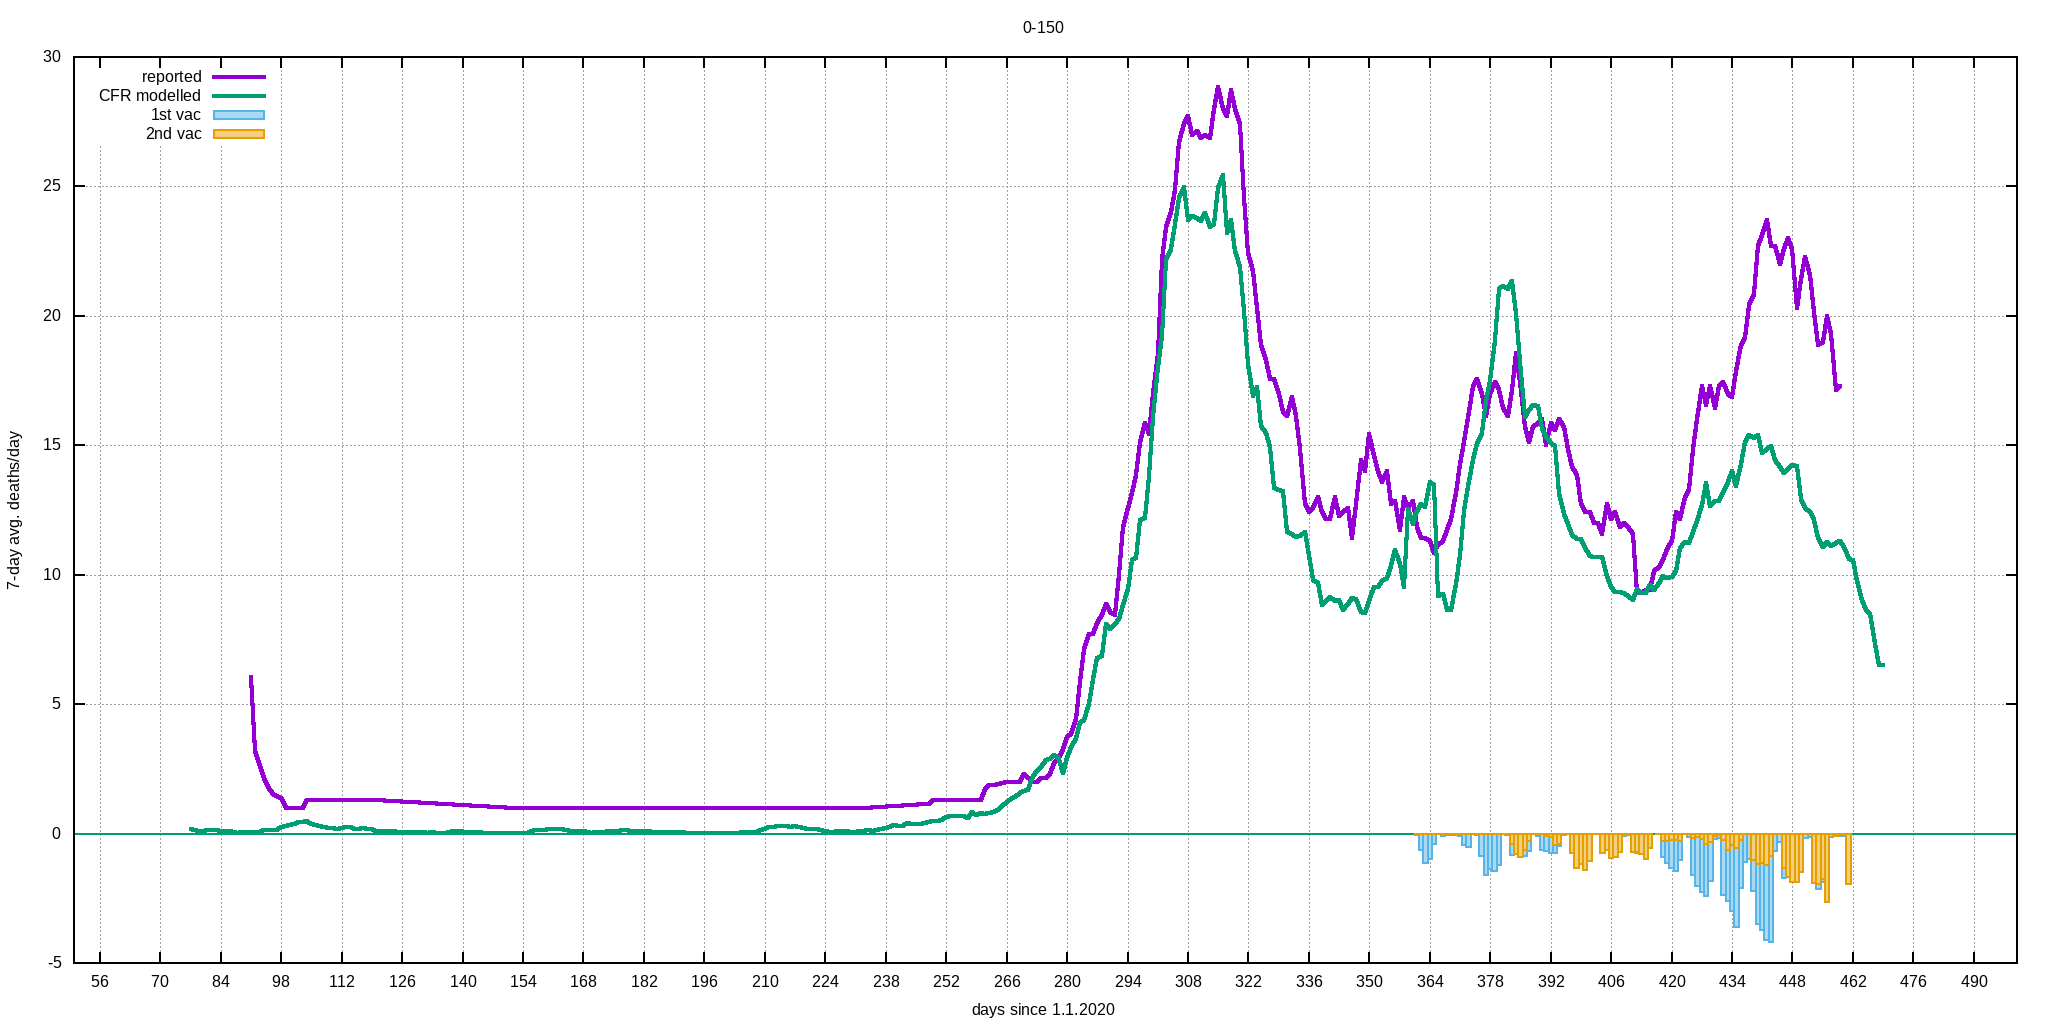 0-150
reported
CFR modelled
1st vac
2nd vac
30
25
20
15
10
5
0
-5
7-day avg. deaths/day
56 70 84 98 112 126 140 154 168 182 196 210 224 238 252 266 280 294 308 322 336 350 364 378 392 406 420 434 448 462 476 490
days since 1.1.2020